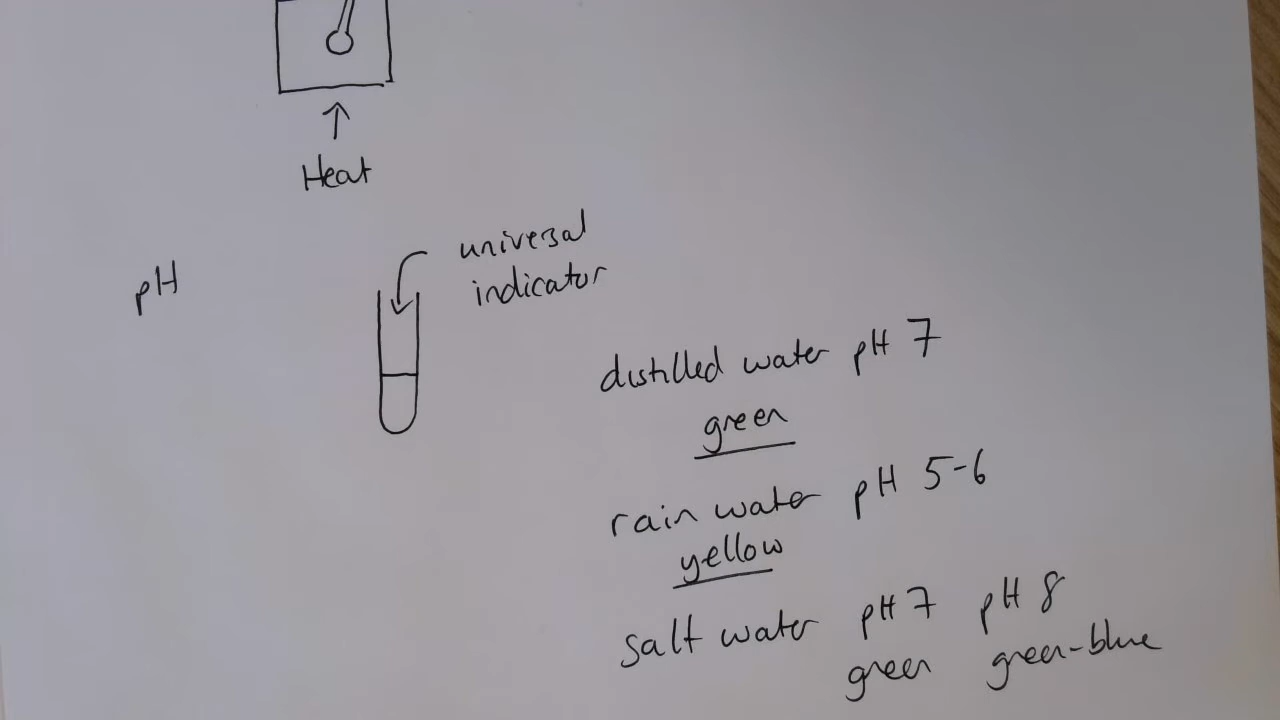 Heat
pH
universal
indicator
distilled water pH 7
green
rain water pH 5-6
yellow
salt water pH 7 pH 8
green green-blue